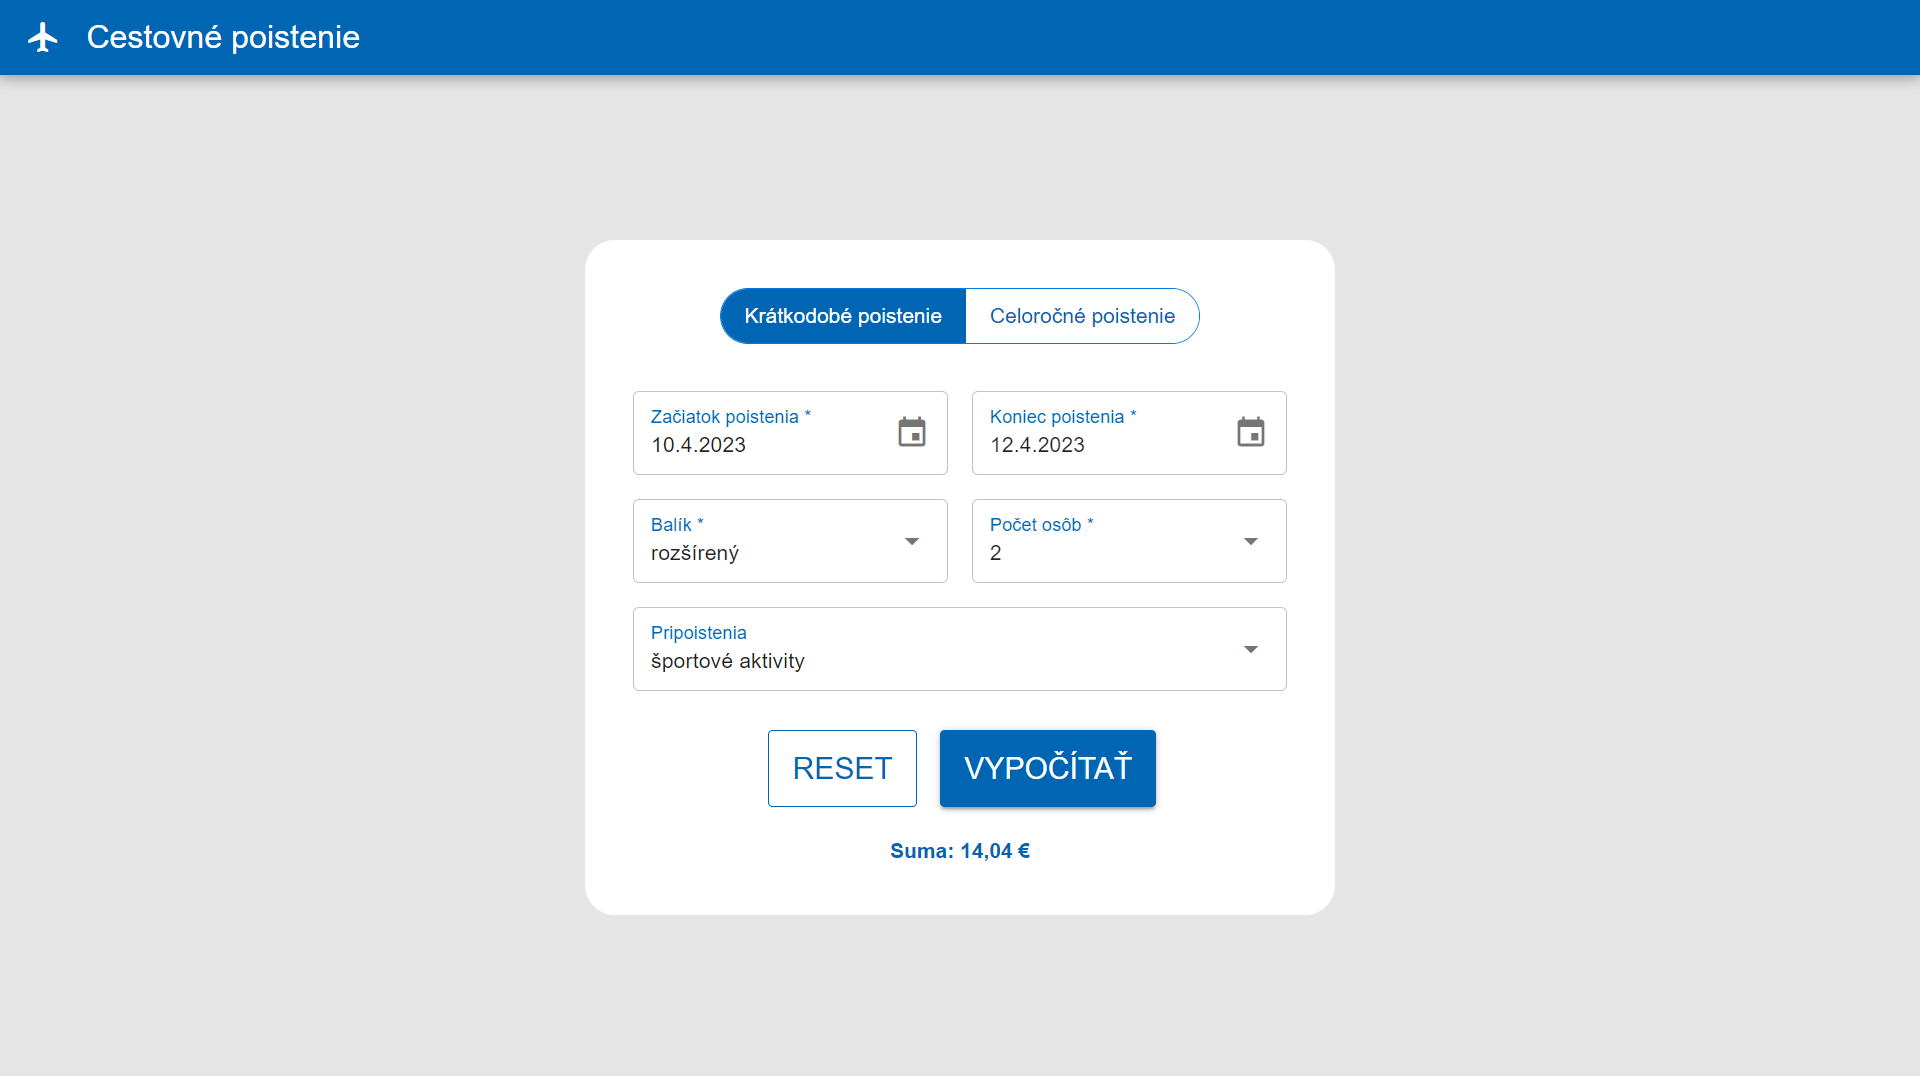 Cestovné poistenie
Krátkodobé poistenie
Celoročné poistenie
Začiatok poistenia *
10.4.2023
Koniec poistenia *
12.4.2023
Balík *
rozšírený
Počet osôb *
2
Pripoistenia
športové aktivity
RESET
VYPOČÍTAŤ
Suma: 14,04 €